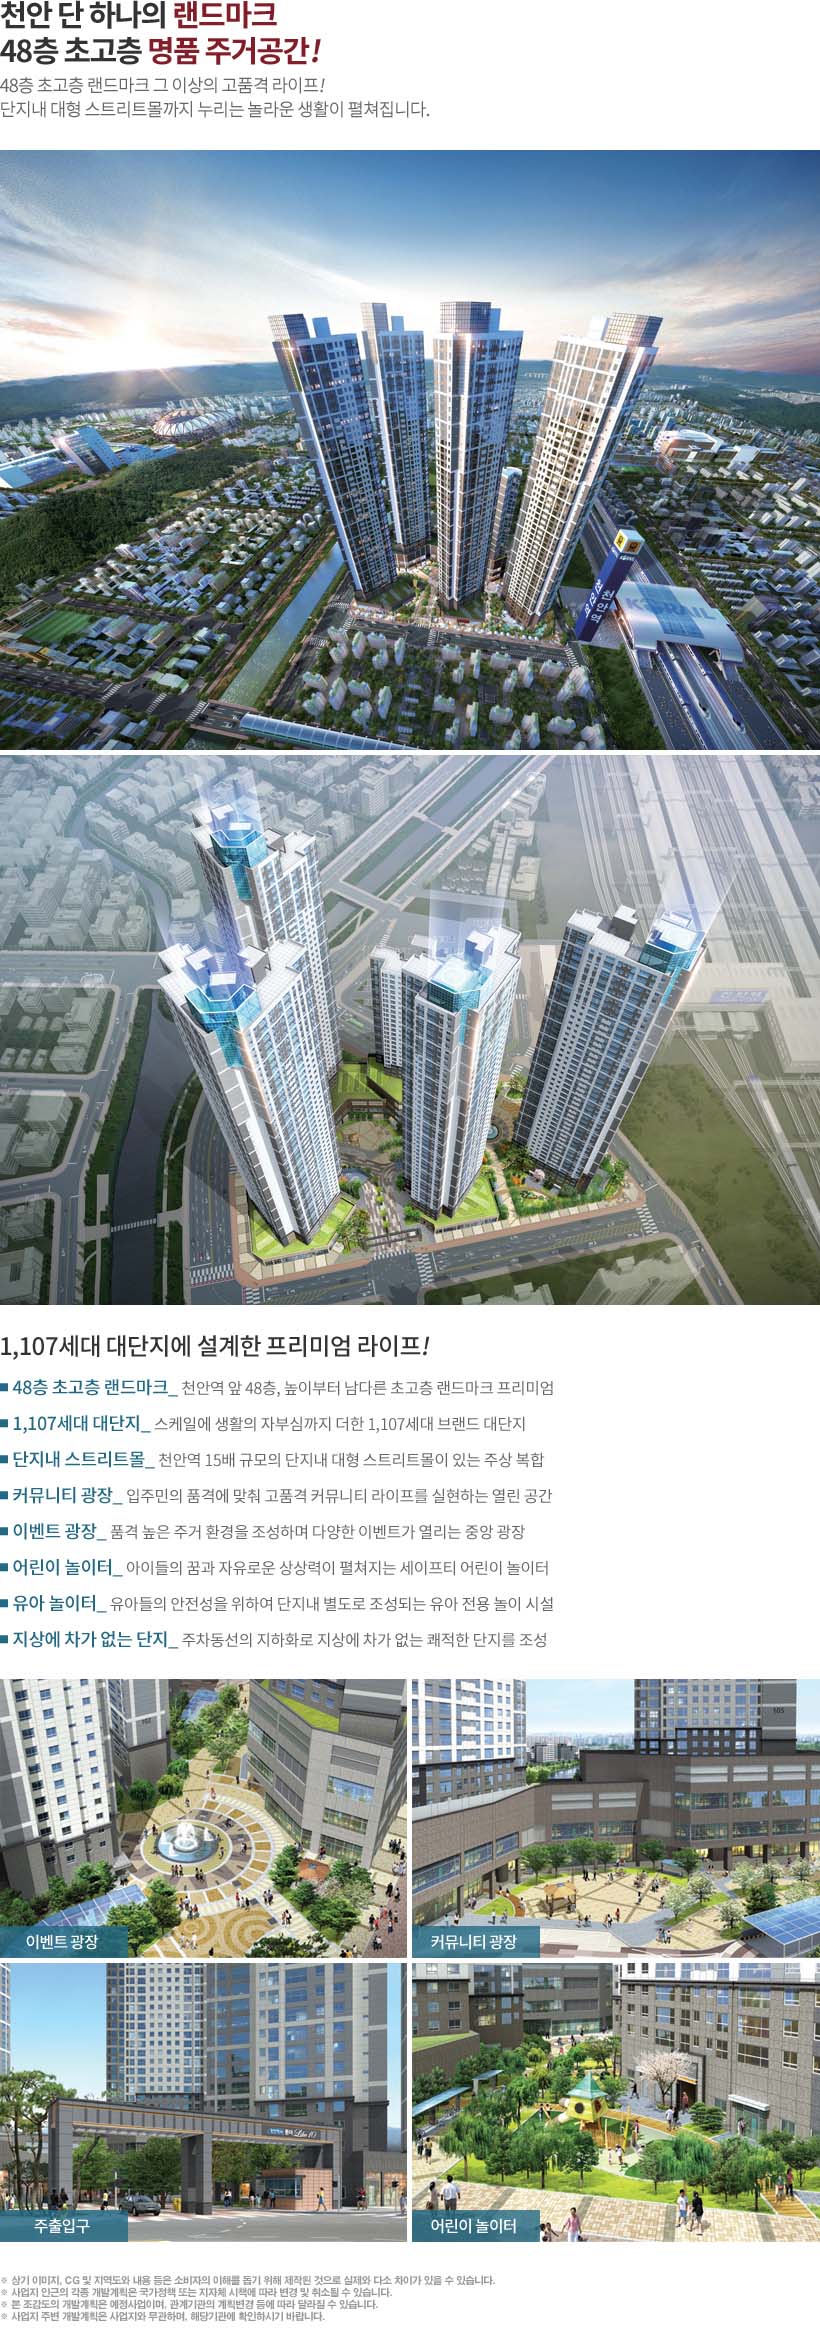 천안 단 하나의 랜드마크
48층 초고층 명품 주거공간!
48층 초고층 랜드마크 그 이상의 고품격 라이프!
단지내 대형 스트리트몰까지 누리는 놀라운 생활이 펼쳐집니다.
천안역
KORAIL
1,107세대 대단지에 설계한 프리미엄 라이프!
■ 48층 초고층 랜드마크_ 천안역 앞 48층, 높이부터 남다른 초고층 랜드마크 프리미엄
■ 1,107세대 대단지_ 스케일에 생활의 자부심까지 더한 1,107세대 브랜드 대단지
■ 단지내 스트리트몰_ 천안역 15배 규모의 단지내 대형 스트리트몰이 있는 주상 복합
■ 커뮤니티 광장_ 입주민의 품격에 맞춰 고품격 커뮤니티 라이프를 실현하는 열린 공간
■ 이벤트 광장_ 품격 높은 주거 환경을 조성하며 다양한 이벤트가 열리는 중앙 광장
■ 어린이 놀이터_ 아이들의 꿈과 자유로운 상상력이 펼쳐지는 세이프티 어린이 놀이터
■ 유아 놀이터_ 유아들의 안전성을 위하여 단지내 별도로 조성되는 유아 전용 놀이 시설
■ 지상에 차가 없는 단지_ 주차동선의 지하화로 지상에 차가 없는 쾌적한 단지를 조성
102
103
이벤트 광장
커뮤니티 광장
주출입구
어린이 놀이터
※ 상기 이미지, CG 및 지역도와 내용 등은 소비자의 이해를 돕기 위해 제작된 것으로 실제와 다소 차이가 있을 수 있습니다.
※ 사업지 인근의 각종 개발계획은 국가정책 또는 지자체 시책에 따라 변경 및 취소될 수 있습니다.
※ 본 조감도의 개발계획은 예정사업이며, 관계기관의 계획변경 등에 따라 달라질 수 있습니다.
※ 사업지 주변 개발계획은 사업지와 무관하며, 해당기관에 확인하시기 바랍니다.